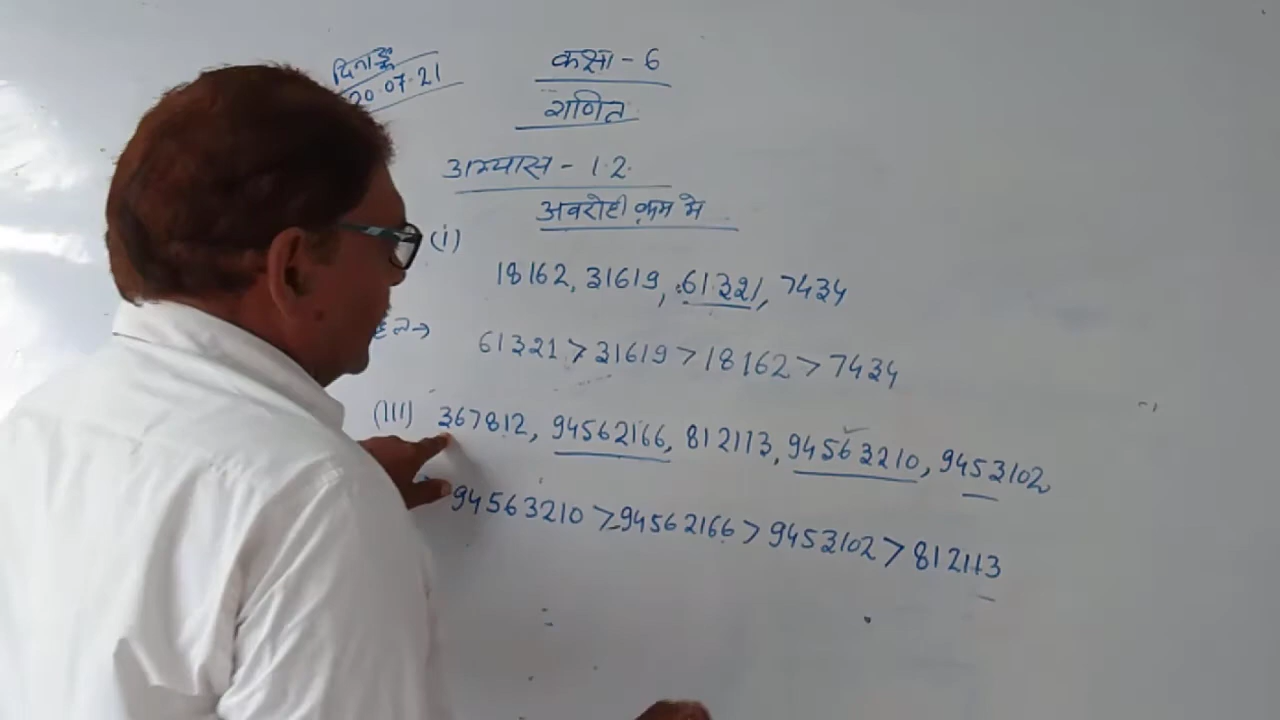 दिनाङ्क
20.07.21
कक्षा - 6
गणित
अभ्यास - 1.2.
अवरोही क्रम में
(i)
18162, 31619, 61321, 7434
हल→
61321 > 31619 > 18162 > 7434
(III) 367812, 94562166, 812113, 94563210, 9453102
94563210 > 94562166 > 9453102 > 812113